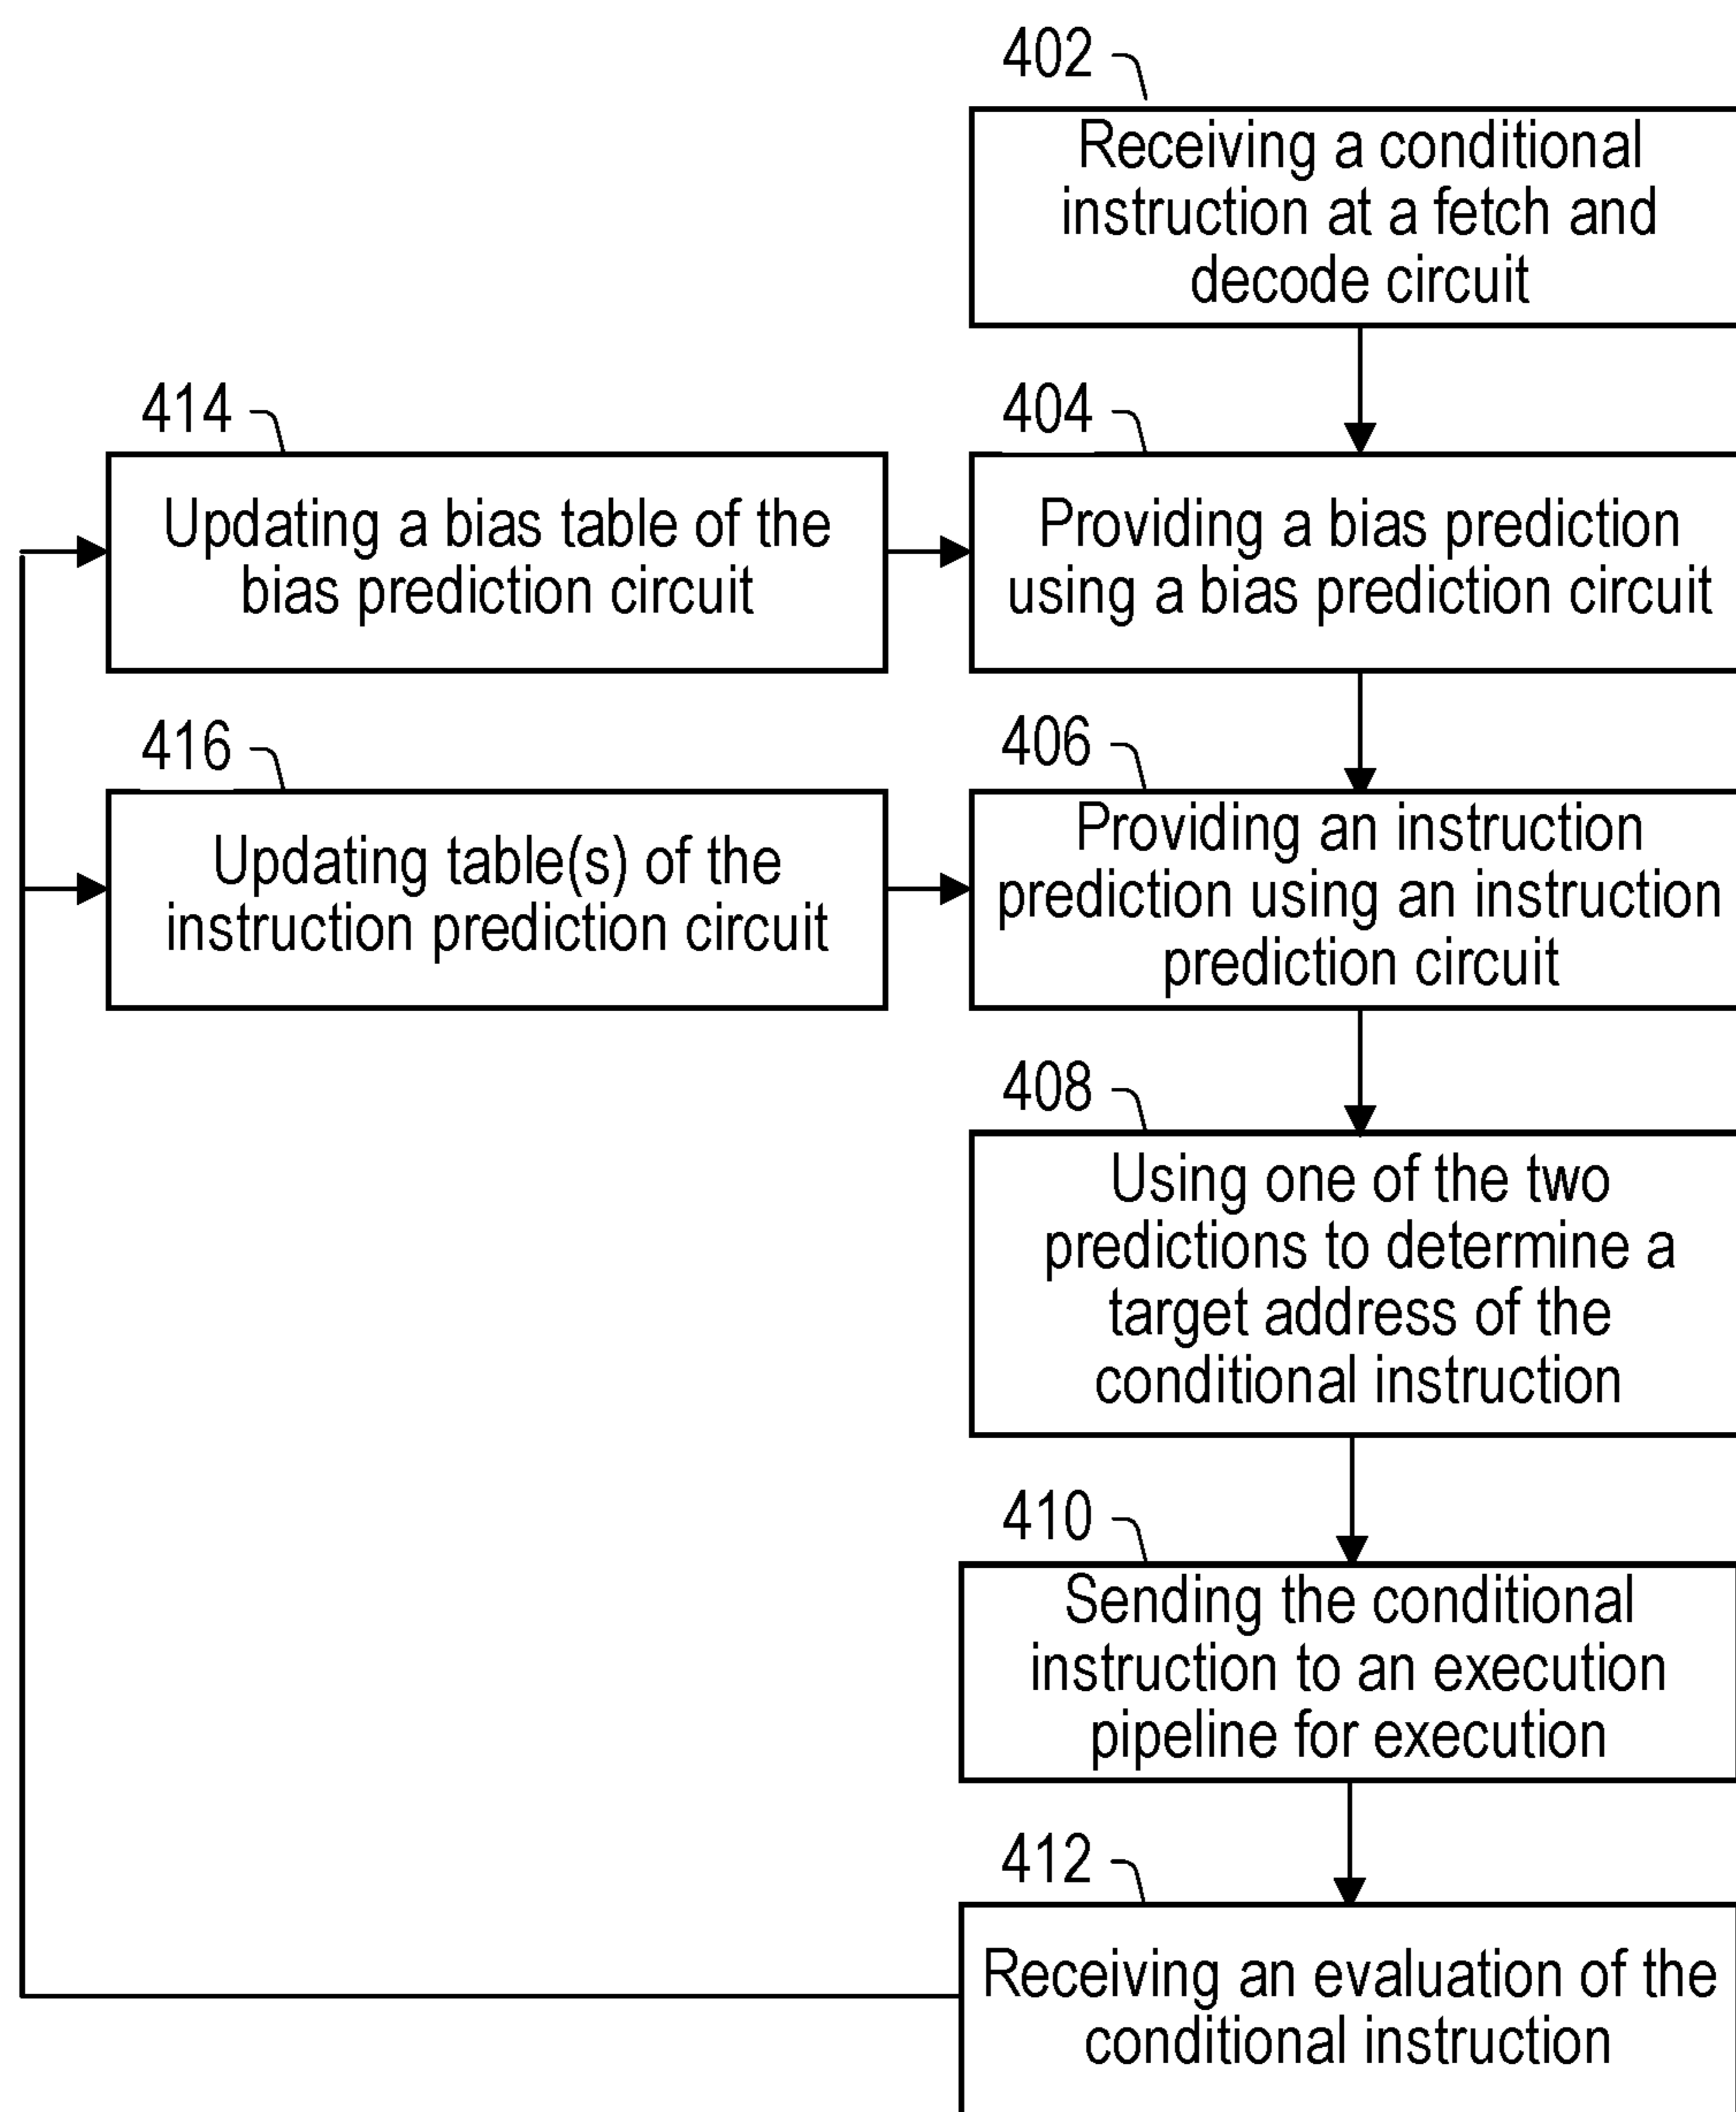 402
Receiving a conditional
instruction at a fetch and
decode circuit
414
Updating a bias table of the
bias prediction circuit
404
Providing a bias prediction
using a bias prediction circuit
416
Updating table(s) of the
instruction prediction circuit
406
Providing an instruction
prediction using an instruction
prediction circuit
408
Using one of the two
predictions to determine a
target address of the
conditional instruction
410
Sending the conditional
instruction to an execution
pipeline for execution
412
Receiving an evaluation of the
conditional instruction